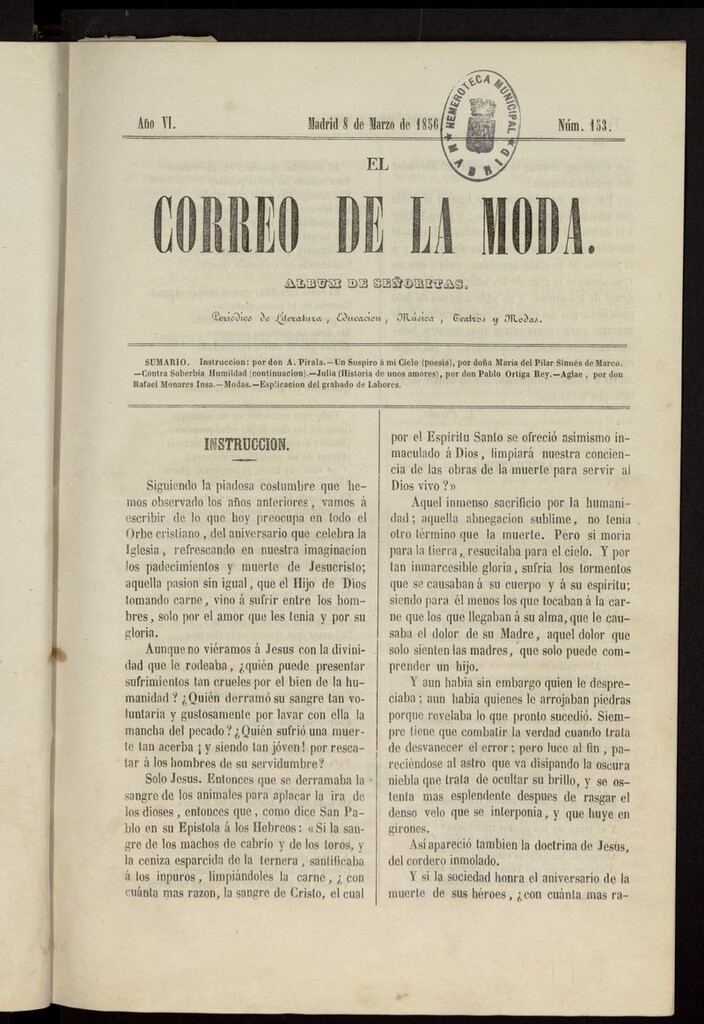 Año VI.
Madrid 8 de Marzo de 1856
Núm. 153.
HEMEROTECA MUNICIPAL
MADRID
EL
CORREO DE LA MODA.
ALBUM DE SEÑORITAS.
Periódico de Literatura, Educacion, Música, Teatros y Modas.
SUMARIO. Instruccion: por don A. Pirala.—Un Suspiro á mi Cielo (poesía), por doña María del Pilar Sinués de Marco.
—Contra Soberbia Humildad (continuacion).—Julia (Historia de unos amores), por don Pablo Ortiga Rey.—Aglae, por don
Rafael Monares Insa.—Modas.—Esplicacion del grabado de Labores.
INSTRUCCION.
Siguiendo la piadosa costumbre que he-
mos observado los años anteriores, vamos á
escribir de lo que hoy preocupa en todo el
Orbe cristiano, del aniversario que celebra la
Iglesia, refrescando en nuestra imaginacion
los padecimientos y muerte de Jesucristo;
aquella pasion sin igual, que el Hijo de Dios
tomando carne, vino á sufrir entre los hom-
bres, solo por el amor que les tenia y por su
gloria.
Aunque no viéramos á Jesus con la divini-
dad que le rodeaba, ¿quién puede presentar
sufrimientos tan crueles por el bien de la hu-
manidad? ¿Quién derramó su sangre tan vo-
luntaria y gustosamente por lavar con ella la
mancha del pecado? ¿Quién sufrió una muer-
te tan acerba ¡y siendo tan jóven! por resca-
tar á los hombres de su servidumbre?
Solo Jesus. Entonces que se derramaba la
sangre de los animales para aplacar la ira de
los dioses, entonces que, como dice San Pa-
blo en su Epístola á los Hebreos: «Si la san-
gre de los machos de cabrío y de los toros, y
la ceniza esparcida de la ternera, santificaba
á los inpuros, limpiándoles la carne, ¿con
cuánta mas razon, la sangre de Cristo, el cual
por el Espíritu Santo se ofreció asímismo in-
maculado á Dios, limpiará nuestra concien-
cia de las obras de la muerte para servir al
Dios vivo?»
Aquel inmenso sacrificio por la humani-
dad; aquella abnegacion sublime, no tenia
otro término que la muerte. Pero si moria
para la tierra, resucitaba para el cielo. Y por
tan inmarcesible gloria, sufria los tormentos
que se causaban á su cuerpo y á su espíritu;
siendo para él menos los que tocaban á la car-
ne que los que llegaban á su alma, que le cau-
saba el dolor de su Madre, aquel dolor que
solo sienten las madres, que solo puede com-
prender un hijo.
Y aun habia sin embargo quien le despre-
ciaba; aun habia quienes le arrojaban piedras
porque revelaba lo que pronto sucedió. Siem-
pre tiene que combatir la verdad cuando trata
de desvanecer el error; pero luce al fin, pa-
reciéndose al astro que va disipando la oscura
niebla que trata de ocultar su brillo, y se os-
tenta mas esplendente despues de rasgar el
denso velo que se interponia, y que huye en
girones.
Así apareció tambien la doctrina de Jesus,
del cordero inmolado.
Y si la sociedad honra el aniversario de la
muerte de sus héroes, ¿con cuánta mas ra-